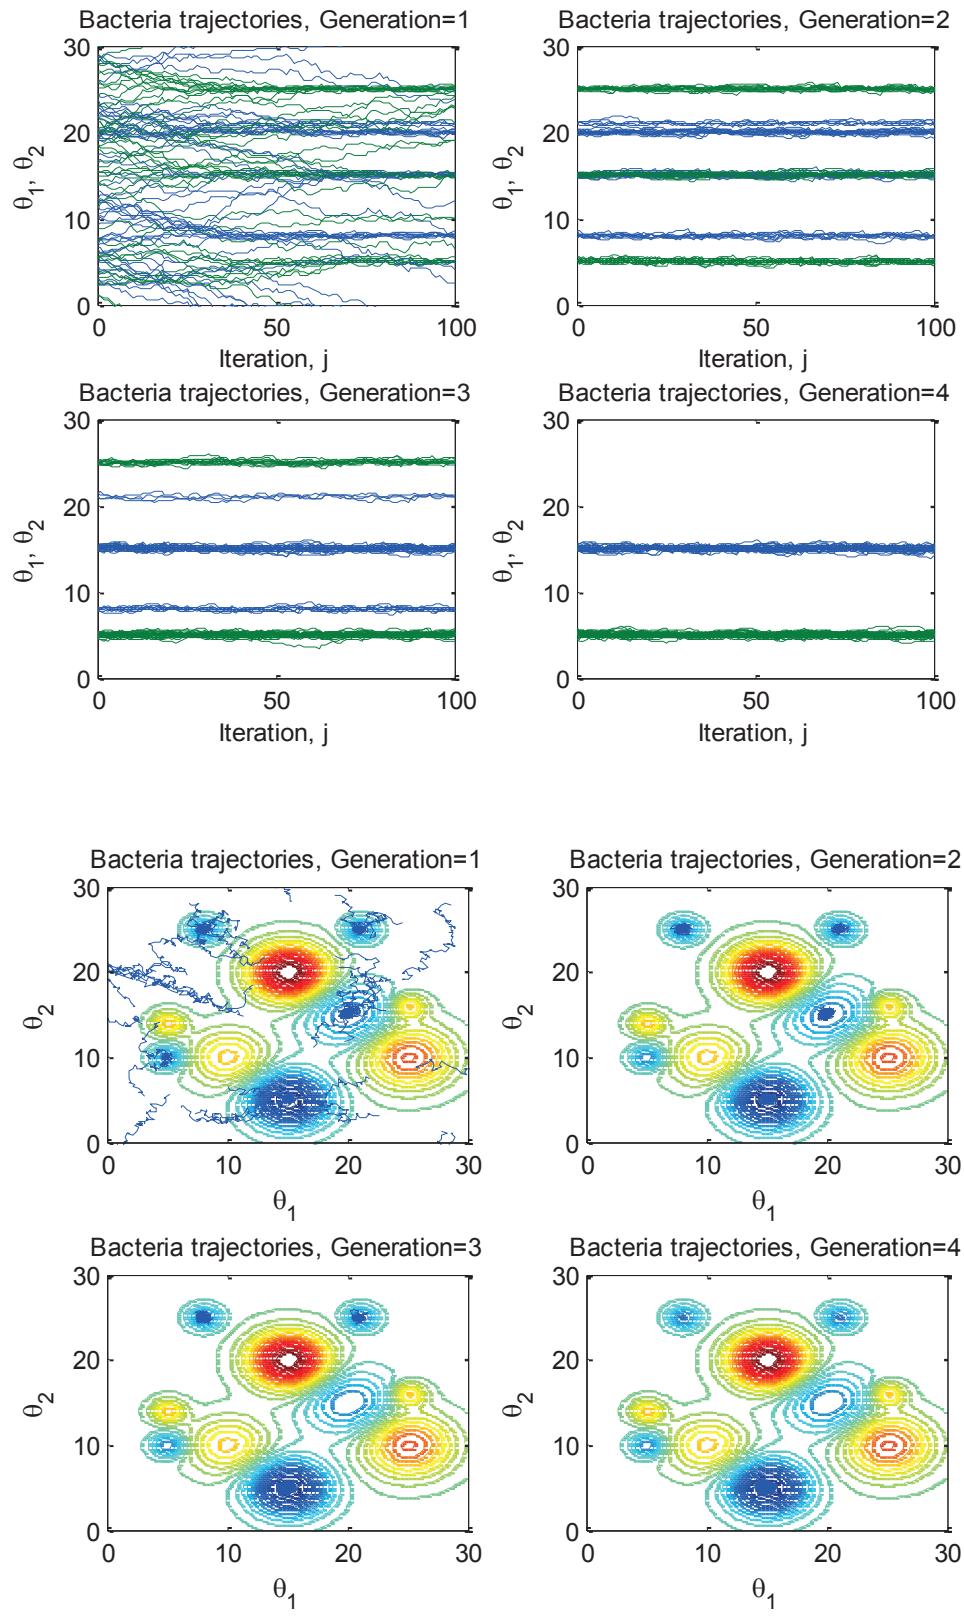 Bacteria trajectories, Generation=1
Bacteria trajectories, Generation=2
30
20
10
0
θ1, θ2
0 50 100
Iteration, j
30
20
10
0
θ1, θ2
0 50 100
Iteration, j
Bacteria trajectories, Generation=3
Bacteria trajectories, Generation=4
30
20
10
0
θ1, θ2
0 50 100
Iteration, j
30
20
10
0
θ1, θ2
0 50 100
Iteration, j
Bacteria trajectories, Generation=1
Bacteria trajectories, Generation=2
30
20
10
0
θ2
0 10 20 30
θ1
30
20
10
0
θ2
0 10 20 30
θ1
Bacteria trajectories, Generation=3
Bacteria trajectories, Generation=4
30
20
10
0
θ2
0 10 20 30
θ1
30
20
10
0
θ2
0 10 20 30
θ1